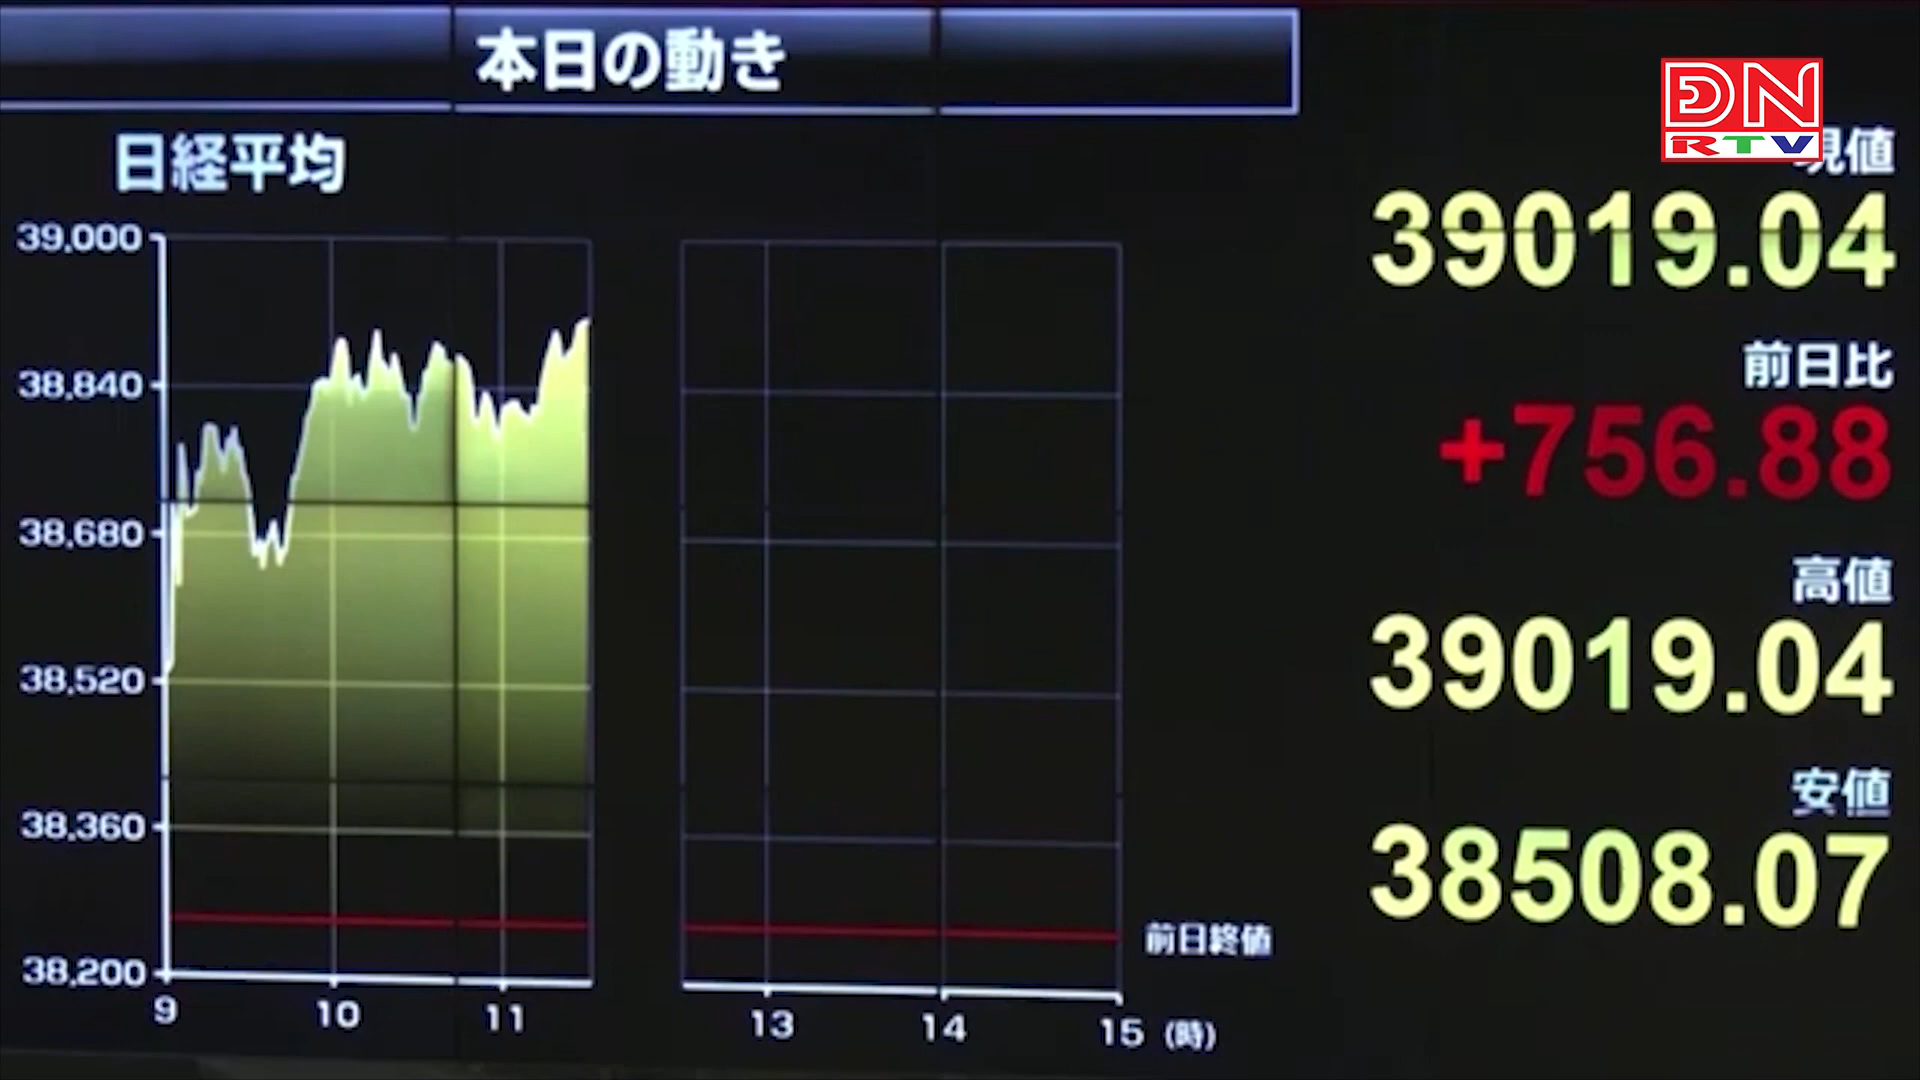 本日の動き
DN
RTV
日経平均
現値
39019.04
前日比
+756.88
高値
39019.04
安値
38508.07
39,000
38,840
38,680
38,520
38,360
38,200
前日終値
9 10 11 13 14 15 (時)